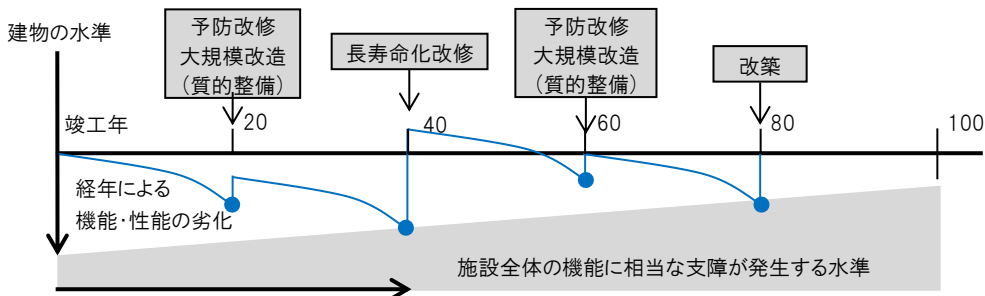 建物の水準
予防改修
大規模改造
（質的整備）
長寿命化改修
予防改修
大規模改造
（質的整備）
改築
竣工年
20
40
60
80
100
経年による
機能・性能の劣化
施設全体の機能に相当な支障が発生する水準